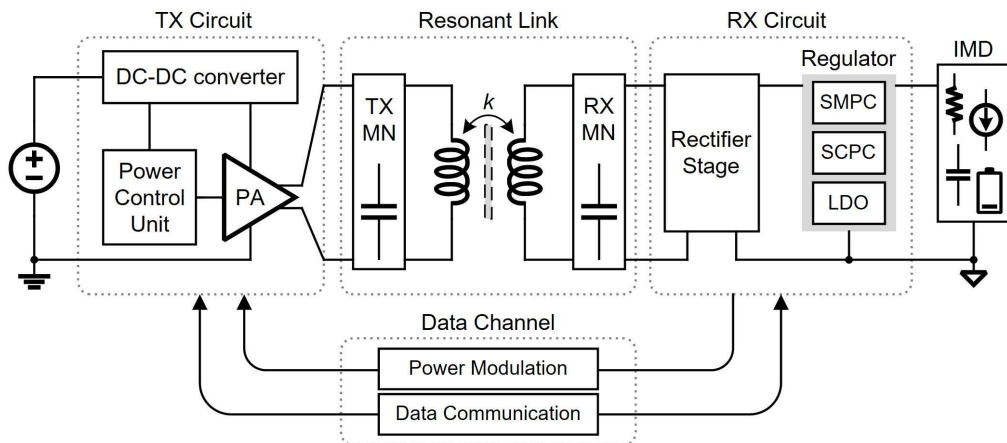 TX Circuit
Resonant Link
RX Circuit
DC-DC converter
Power
Control
Unit
PA
TX
MN
k
RX
MN
Rectifier
Stage
Regulator
SMPC
SCPC
LDO
IMD
Data Channel
Power Modulation
Data Communication